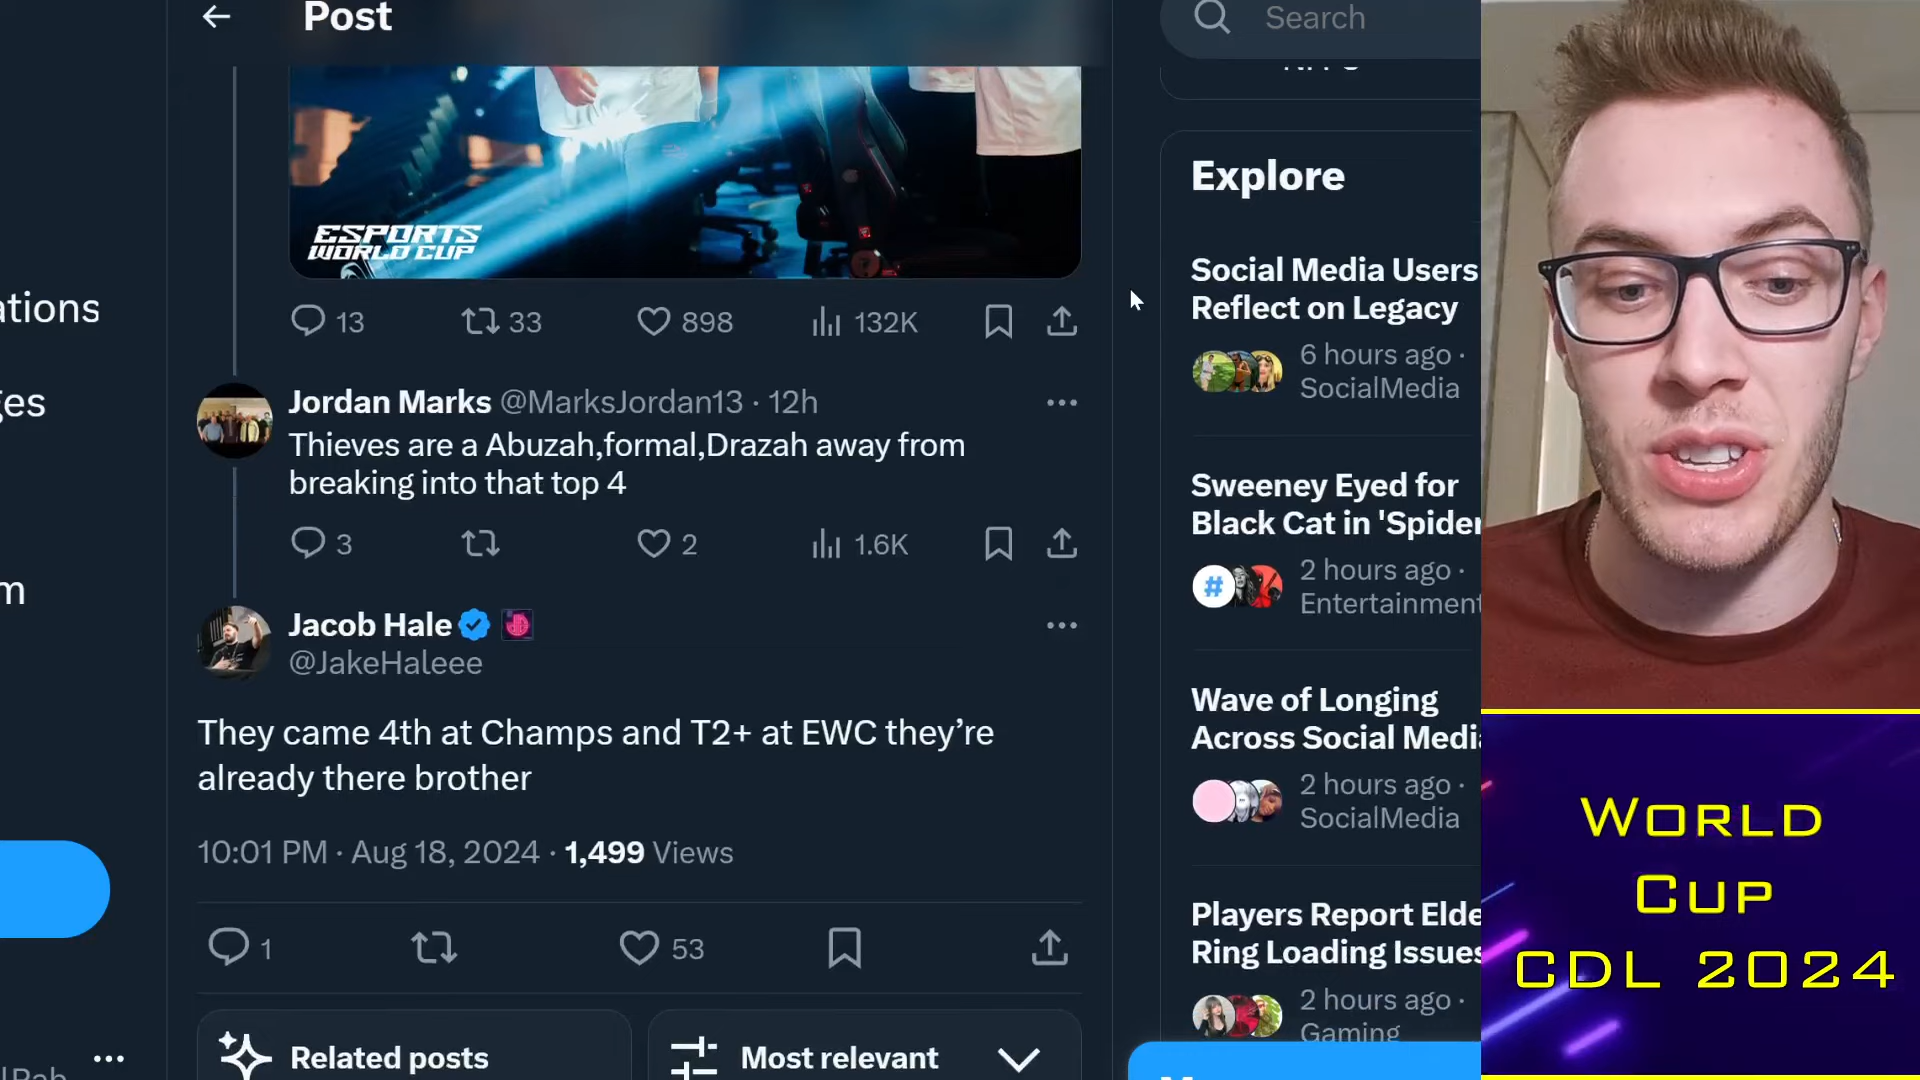 Post
Search
ESPORTS
WORLD CUP
13
33
898
132K
Jordan Marks @MarksJordan13 · 12h
Thieves are a Abuzah,formal,Drazah away from
breaking into that top 4
3
2
1.6K
Jacob Hale
@JakeHaleee
They came 4th at Champs and T2+ at EWC they’re
already there brother
10:01 PM · Aug 18, 2024 · 1,499 Views
1
53
Related posts
Most relevant
ations
ges
m
Explore
Social Media Users
Reflect on Legacy
6 hours ago ·
SocialMedia
Sweeney Eyed for
Black Cat in 'Spider
#
2 hours ago ·
Entertainment
Wave of Longing
Across Social Media
2 hours ago ·
SocialMedia
Players Report Elde
Ring Loading Issues
2 hours ago ·
Gaming
WORLD
CUP
CDL 2024